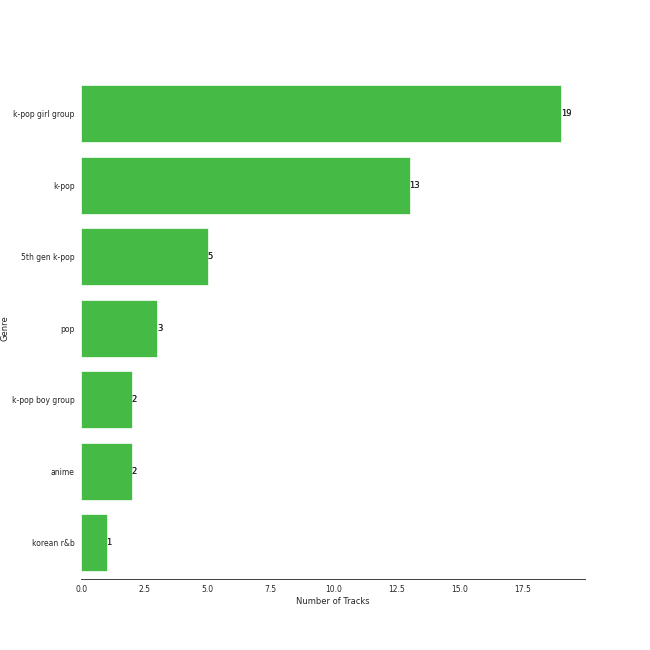 k-pop girl group 19
k-pop 13
5th gen k-pop 5
pop 3
k-pop boy group 2
anime 2
korean r&b 1
Genre
0.0 2.5 5.0 7.5 10.0 12.5 15.0 17.5
Number of Tracks